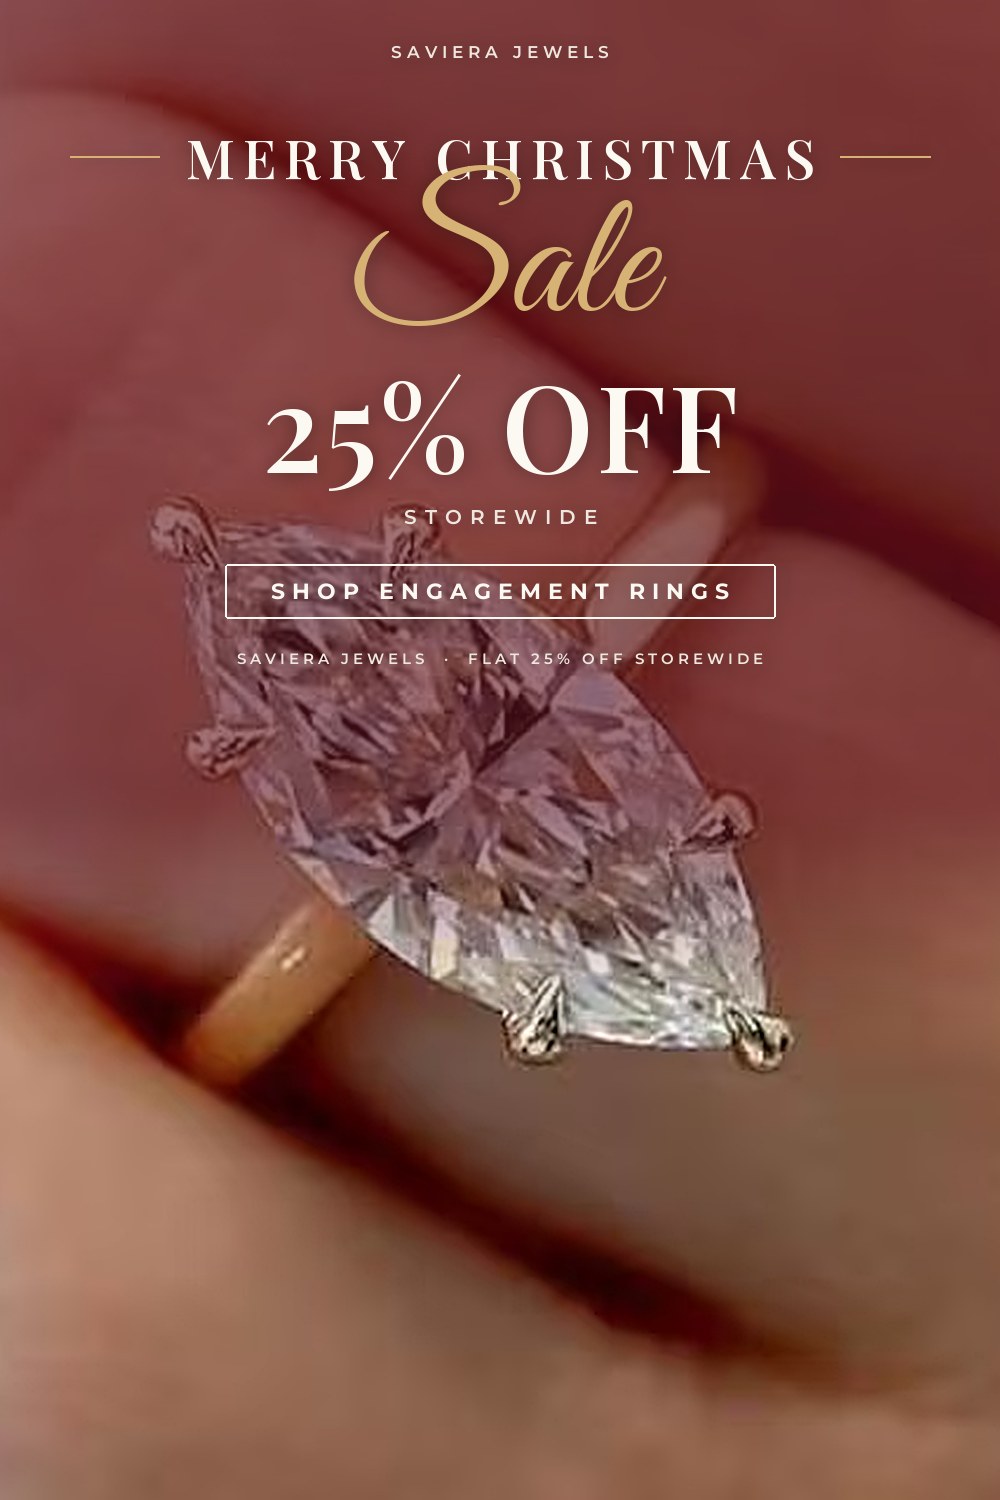 SAVIERA JEWELS
MERRY CHRISTMAS
Sale
25% OFF
STOREWIDE
SHOP ENGAGEMENT RINGS
SAVIERA JEWELS · FLAT 25% OFF STOREWIDE